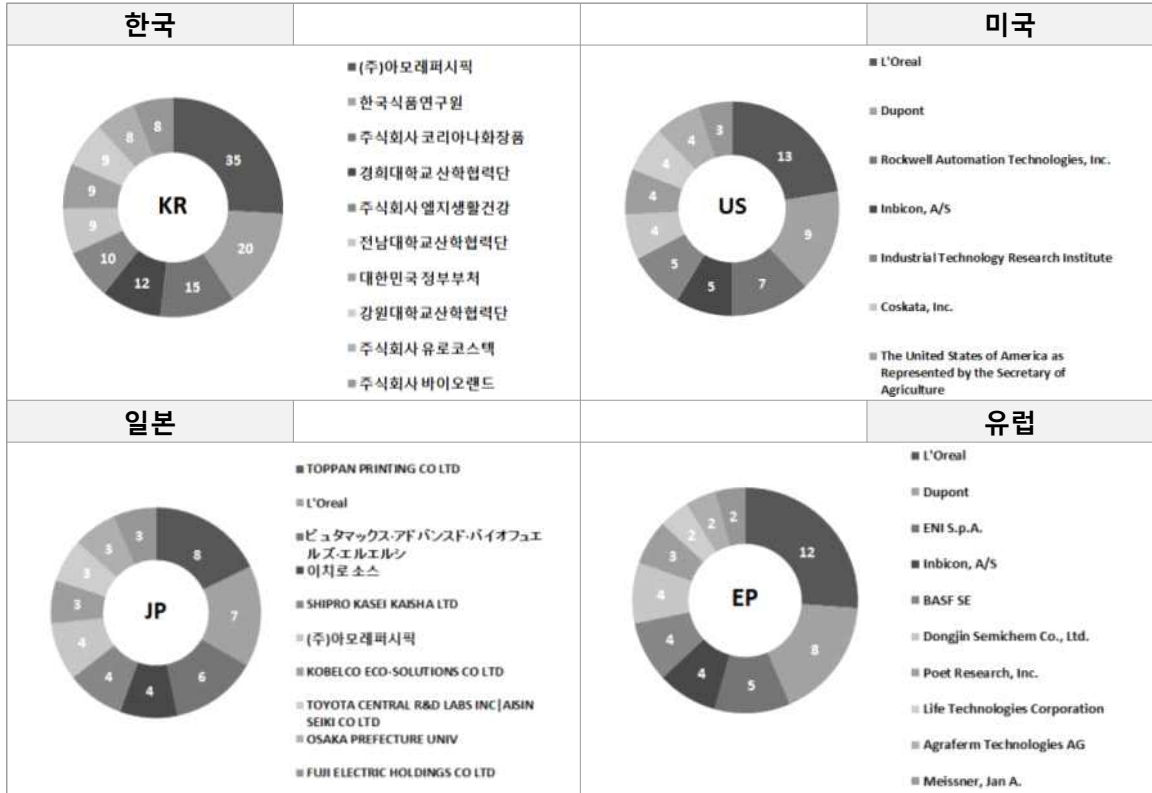 한국
미국
35
20
15
12
10
9
9
9
8
8
KR
■(주)아모레퍼시픽
■한국식품연구원
■주식회사 코리아나화장품
■경희대학교 산학협력단
■주식회사 엘지생활건강
■전남대학교산학협력단
■대한민국 정부부처
■강원대학교산학협력단
■주식회사 유로코스텍
■주식회사 바이오랜드
13
9
7
5
5
4
4
4
4
3
US
■ L'Oreal
■ Dupont
■ Rockwell Automation Technologies, Inc.
■ Inbicon, A/S
■ Industrial Technology Research Institute
■ Coskata, Inc.
■ The United States of America as
Represented by the Secretary of
Agriculture
일본
유럽
8
7
6
4
4
4
3
3
3
3
JP
■ TOPPAN PRINTING CO LTD
■ L'Oreal
■ビュタマックス·アドバンスド·バイオフュエ
ルズ·エルエルシ
■ 이치로 소스
■ SHIPRO KASEI KAISHA LTD
■ (주)아모레퍼시픽
■ KOBELCO ECO-SOLUTIONS CO LTD
■ TOYOTA CENTRAL R&D LABS INC|AISIN
SEIKI CO LTD
■ OSAKA PREFECTURE UNIV
■ FUJI ELECTRIC HOLDINGS CO LTD
12
8
5
4
4
4
3
2
2
2
EP
■ L'Oreal
■ Dupont
■ ENI S.p.A.
■ Inbicon, A/S
■ BASF SE
■ Dongjin Semichem Co., Ltd.
■ Poet Research, Inc.
■ Life Technologies Corporation
■ Agraferm Technologies AG
■ Meissner, Jan A.